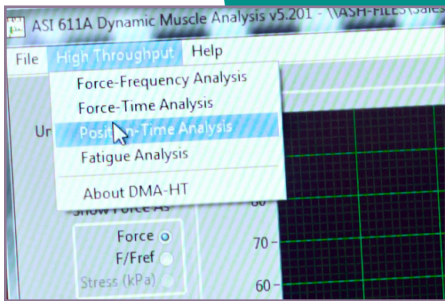 ASI 611A Dynamic Muscle Analysis v5.201 - \\ASH-FILES\Sales
File High Throughput Help
Force-Frequency Analysis
Force-Time Analysis
Position-Time Analysis
Fatigue Analysis
About DMA-HT
Show Force As
Force
F/Fref
Stress (kPa)
80
70
60